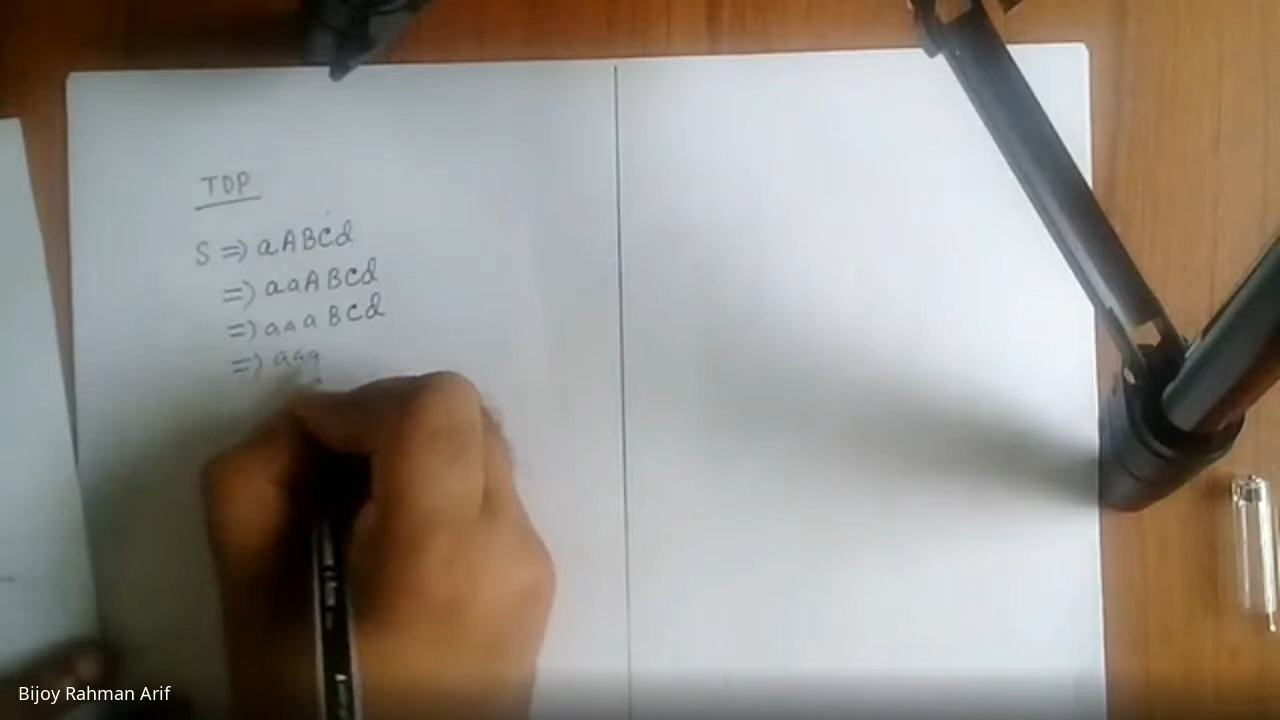 TDP
S => aABCd
=> aaABCd
=> aaaBCd
=> aaa
Bijoy Rahman Arif